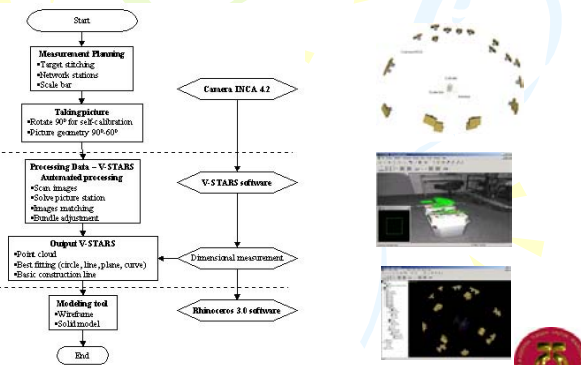 Start
Measurement Planning
▪Target stitching
▪Network stations
▪Scale bar
Taking picture
▪Rotate 90° for self-calibration
▪Picture geometry 90°-60°
Processing Data – V-STARS
Automated processing
▪Scan images
▪Solve picture station
▪Images matching
▪Bundle adjustment
Output V-STARS
▪Point cloud
▪Best fitting (circle, line, plane, curve)
▪Basic construction line
Modeling tool
▪Wireframe
▪Solid model
End
Camera INCA 4.2
V-STARS software
Dimensional measurement
Rhinoceros 3.0 software